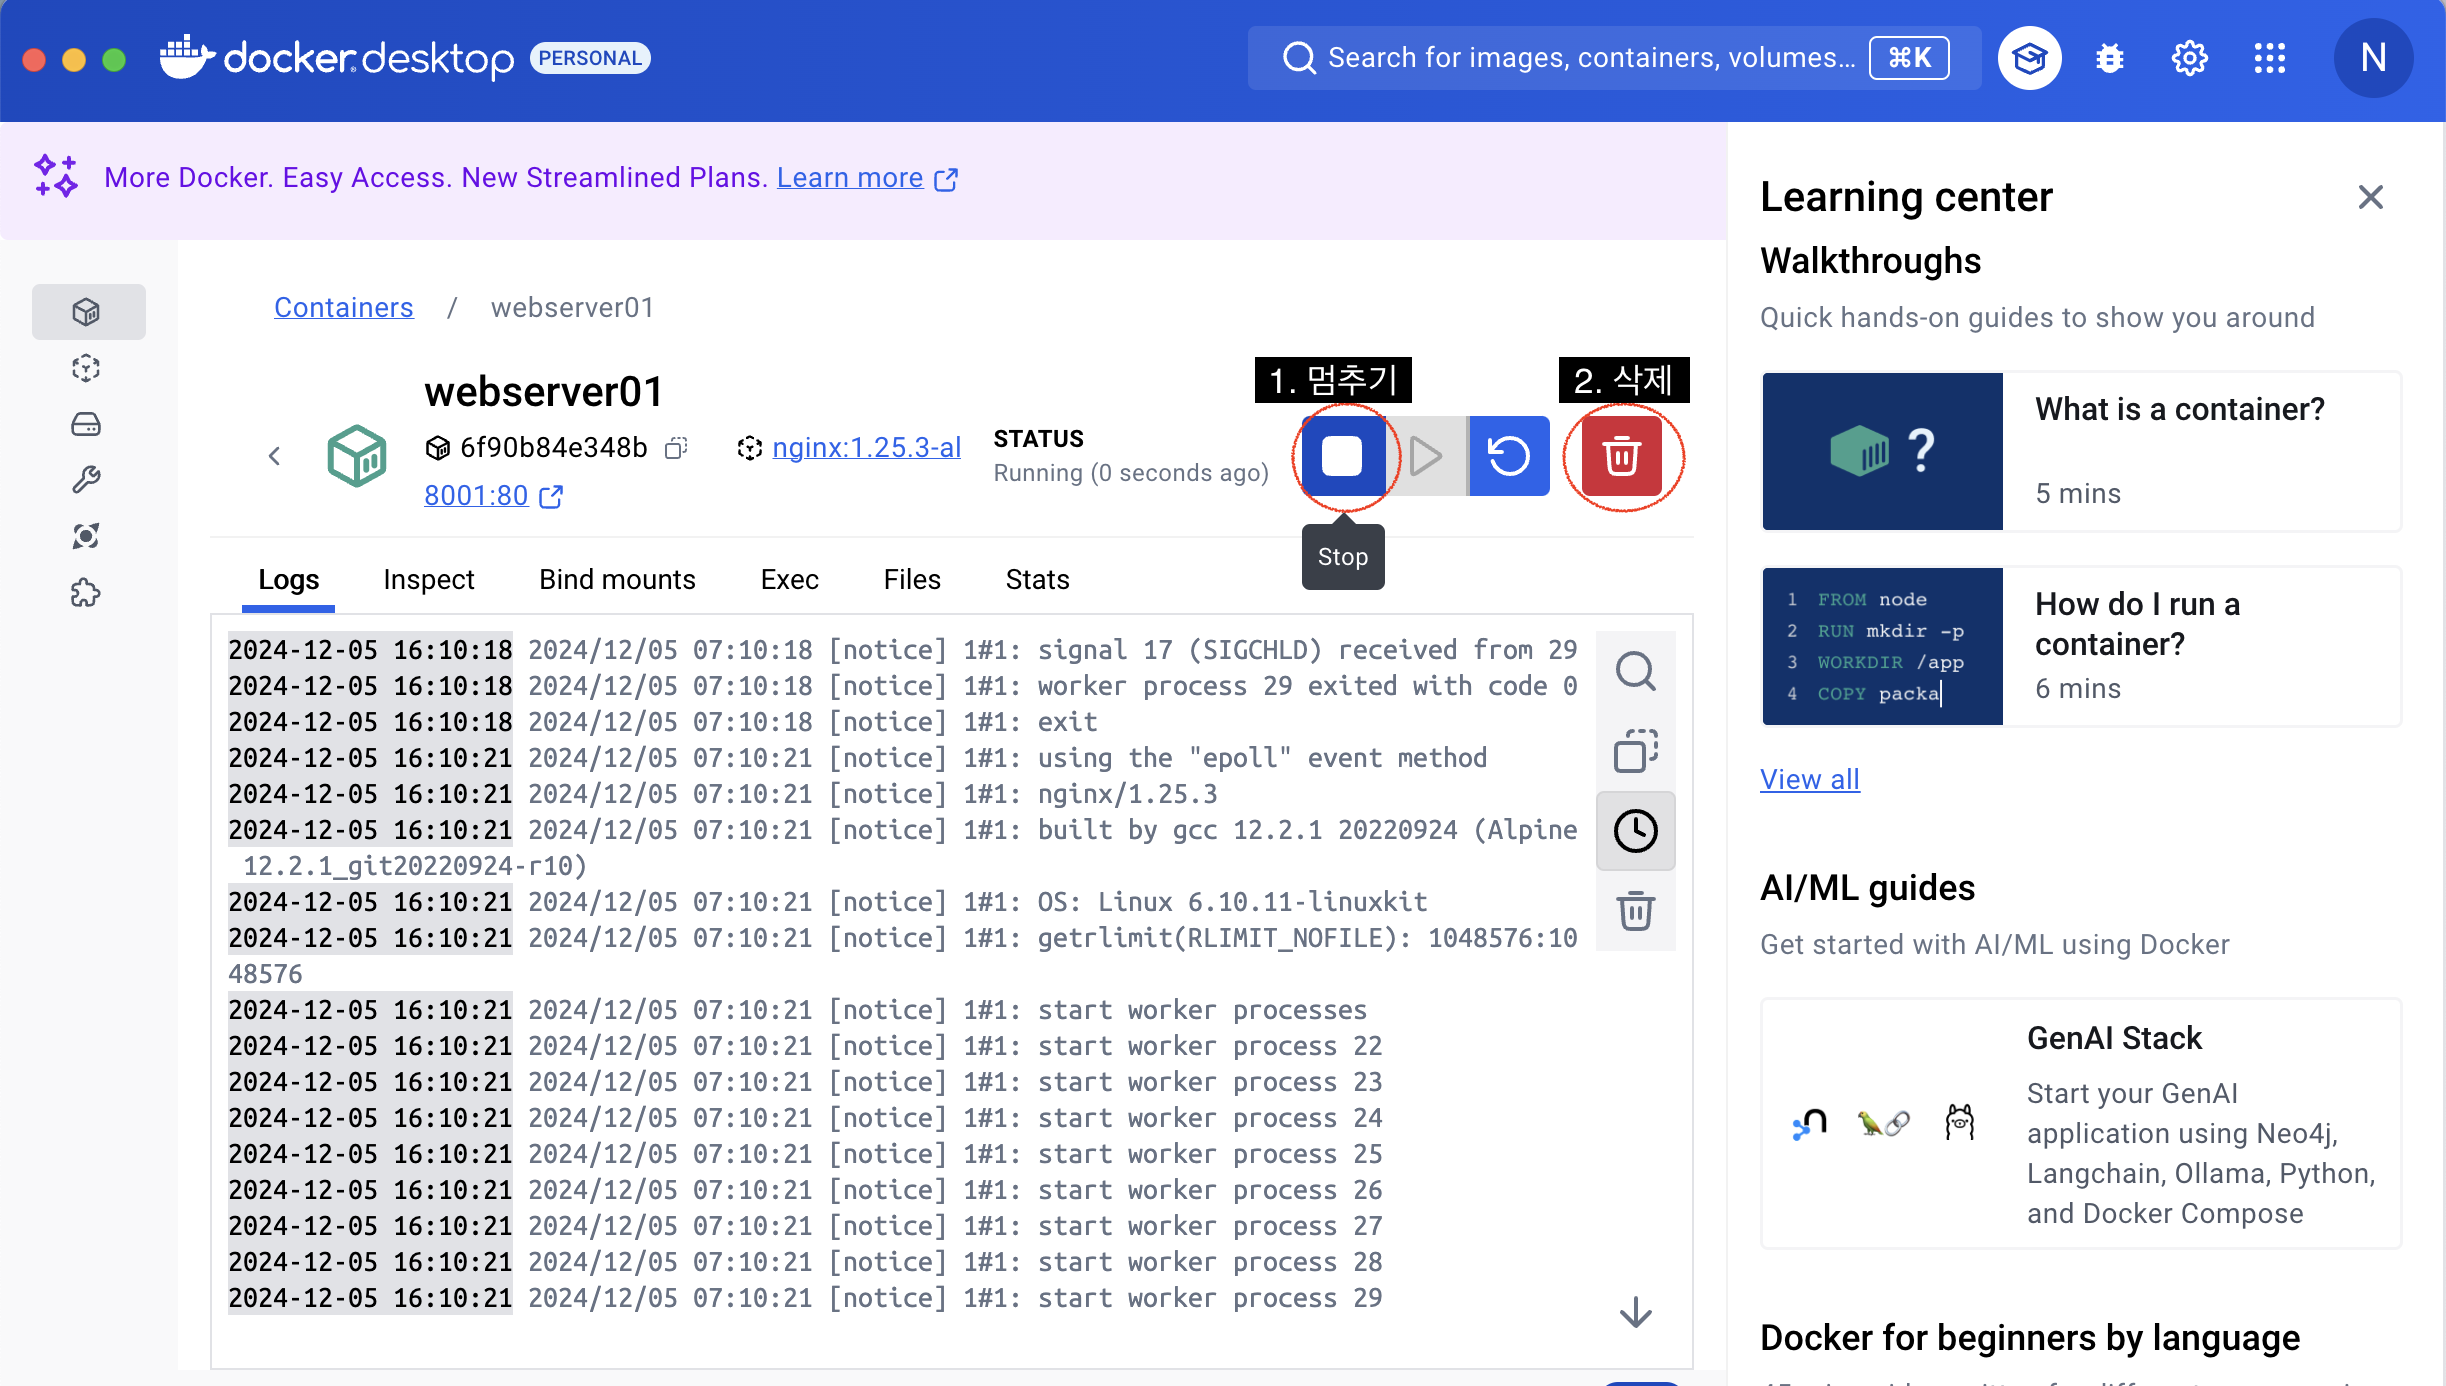 docker.desktop PERSONAL
Search for images, containers, volumes... ⌘K
N
More Docker. Easy Access. New Streamlined Plans. Learn more
Containers / webserver01
webserver01
6f90b84e348b
nginx:1.25.3-al
8001:80
STATUS
Running (0 seconds ago)
1. 멈추기
2. 삭제
Stop
Logs Inspect Bind mounts Exec Files Stats
2024-12-05 16:10:18 2024/12/05 07:10:18 [notice] 1#1: signal 17 (SIGCHLD) received from 29
2024-12-05 16:10:18 2024/12/05 07:10:18 [notice] 1#1: worker process 29 exited with code 0
2024-12-05 16:10:18 2024/12/05 07:10:18 [notice] 1#1: exit
2024-12-05 16:10:21 2024/12/05 07:10:21 [notice] 1#1: using the "epoll" event method
2024-12-05 16:10:21 2024/12/05 07:10:21 [notice] 1#1: nginx/1.25.3
2024-12-05 16:10:21 2024/12/05 07:10:21 [notice] 1#1: built by gcc 12.2.1 20220924 (Alpine
12.2.1_git20220924-r10)
2024-12-05 16:10:21 2024/12/05 07:10:21 [notice] 1#1: OS: Linux 6.10.11-linuxkit
2024-12-05 16:10:21 2024/12/05 07:10:21 [notice] 1#1: getrlimit(RLIMIT_NOFILE): 1048576:10
48576
2024-12-05 16:10:21 2024/12/05 07:10:21 [notice] 1#1: start worker processes
2024-12-05 16:10:21 2024/12/05 07:10:21 [notice] 1#1: start worker process 22
2024-12-05 16:10:21 2024/12/05 07:10:21 [notice] 1#1: start worker process 23
2024-12-05 16:10:21 2024/12/05 07:10:21 [notice] 1#1: start worker process 24
2024-12-05 16:10:21 2024/12/05 07:10:21 [notice] 1#1: start worker process 25
2024-12-05 16:10:21 2024/12/05 07:10:21 [notice] 1#1: start worker process 26
2024-12-05 16:10:21 2024/12/05 07:10:21 [notice] 1#1: start worker process 27
2024-12-05 16:10:21 2024/12/05 07:10:21 [notice] 1#1: start worker process 28
2024-12-05 16:10:21 2024/12/05 07:10:21 [notice] 1#1: start worker process 29
Learning center
Walkthroughs
Quick hands-on guides to show you around
?
What is a container?
5 mins
1 FROM node
2 RUN mkdir -p
3 WORKDIR /app
4 COPY packa
How do I run a
container?
6 mins
View all
AI/ML guides
Get started with AI/ML using Docker
GenAI Stack
Start your GenAI
application using Neo4j,
Langchain, Ollama, Python,
and Docker Compose
Docker for beginners by language